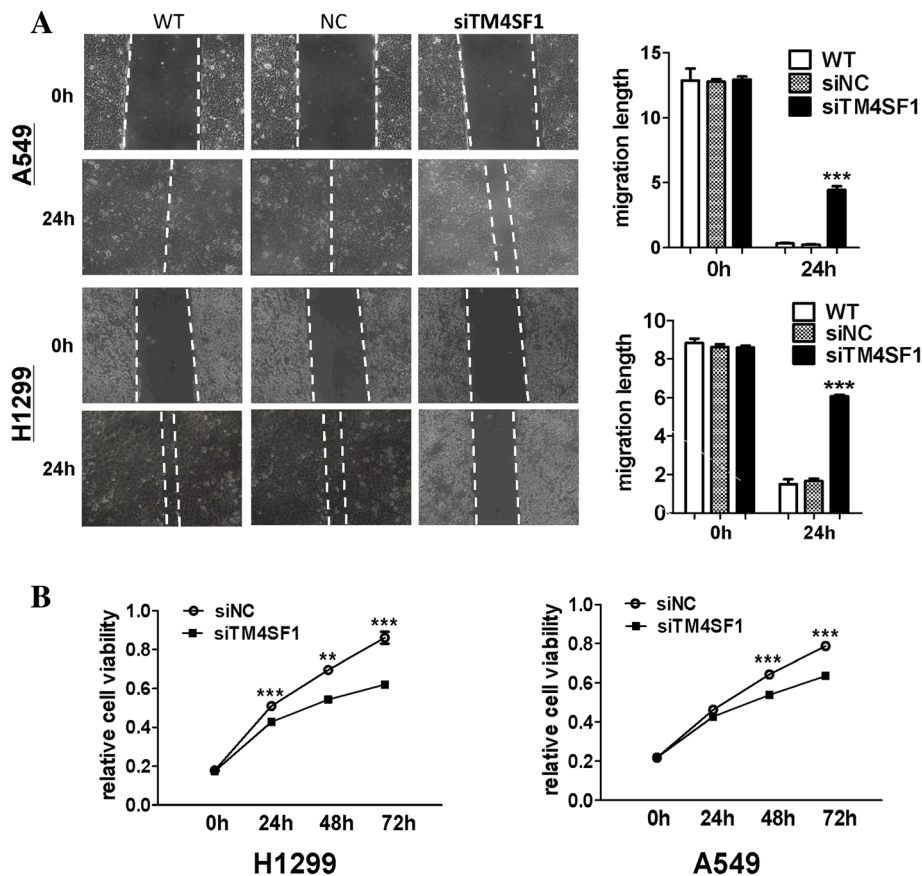 A
WT
NC
siTM4SF1
A549
0h
24h
H1299
0h
24h
migration length
15
10
5
0
WT
siNC
siTM4SF1
***
0h
24h
migration length
10
8
6
4
2
0
WT
siNC
siTM4SF1
***
0h
24h
B
relative cell viability
1.0
0.8
0.6
0.4
0.2
0.0
siNC
siTM4SF1
***
**
***
0h
24h
48h
72h
H1299
relative cell viability
1.0
0.8
0.6
0.4
0.2
0.0
siNC
siTM4SF1
***
***
0h
24h
48h
72h
A549